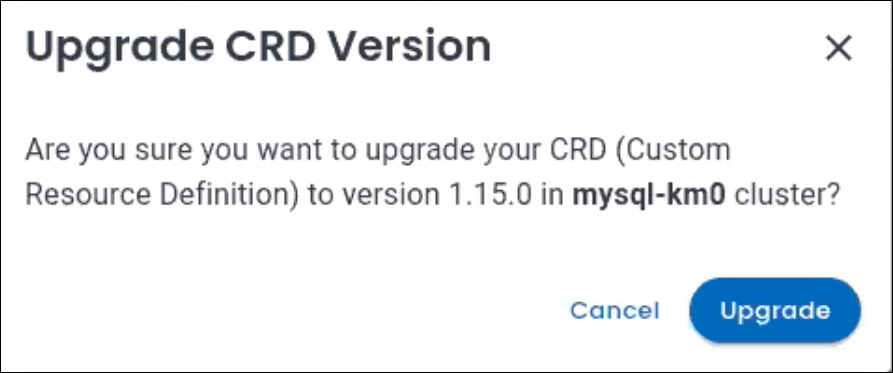 Upgrade CRD Version
Are you sure you want to upgrade your CRD (Custom
Resource Definition) to version 1.15.0 in mysql-km0 cluster?
Cancel
Upgrade